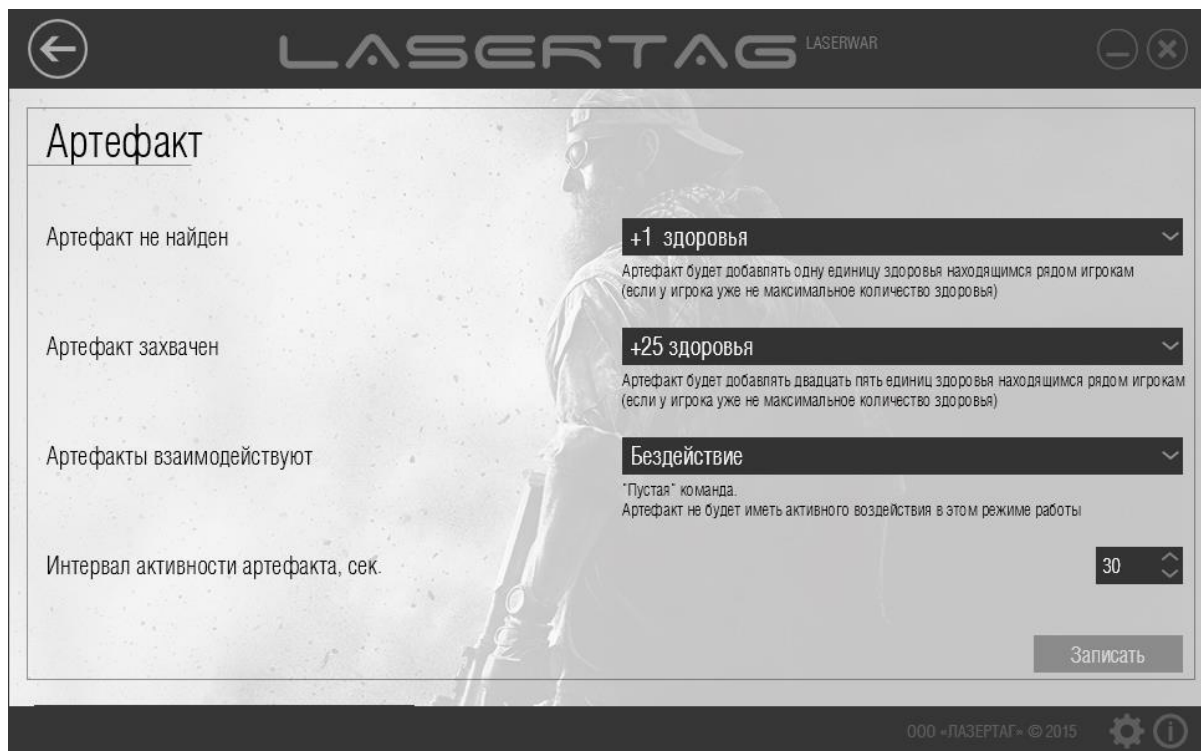 LASERTAG LASERWAR
Артефакт
Артефакт не найден
+1 здоровья
Артефакт будет добавлять одну единицу здоровья находящимся рядом игрокам
(если у игрока уже не максимальное количество здоровья)
Артефакт захвачен
+25 здоровья
Артефакт будет добавлять двадцать пять единиц здоровья находящимся рядом игрокам
(если у игрока уже не максимальное количество здоровья)
Артефакты взаимодействуют
Бездействие
"Пустая" команда.
Артефакт не будет иметь активного воздействия в этом режиме работы
Интервал активности артефакта, сек.
30
Записать
ООО «ЛАЗЕРТАГ» © 2015